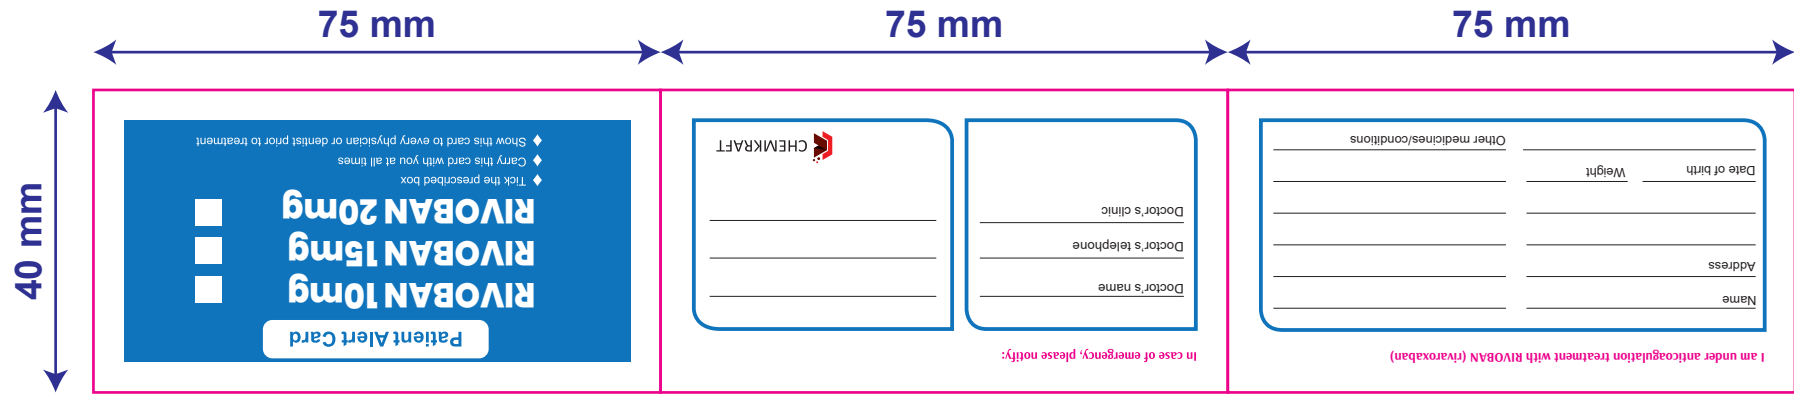 75 mm
75 mm
75 mm
40 mm
Patient Alert Card
RIVOBAN 10mg
RIVOBAN 15mg
RIVOBAN 20mg
♦ Tick the prescribed box
♦ Carry this card with you at all times
♦ Show this card to every physician or dentist prior to treatment
In case of emergency, please notify:
Doctor's name
Doctor's telephone
Doctor's clinic
CHEMKRAFT
I am under anticoagulation treatment with RIVOBAN (rivaroxaban)
Name
Address
Date of birth
Weight
Other medicines/conditions